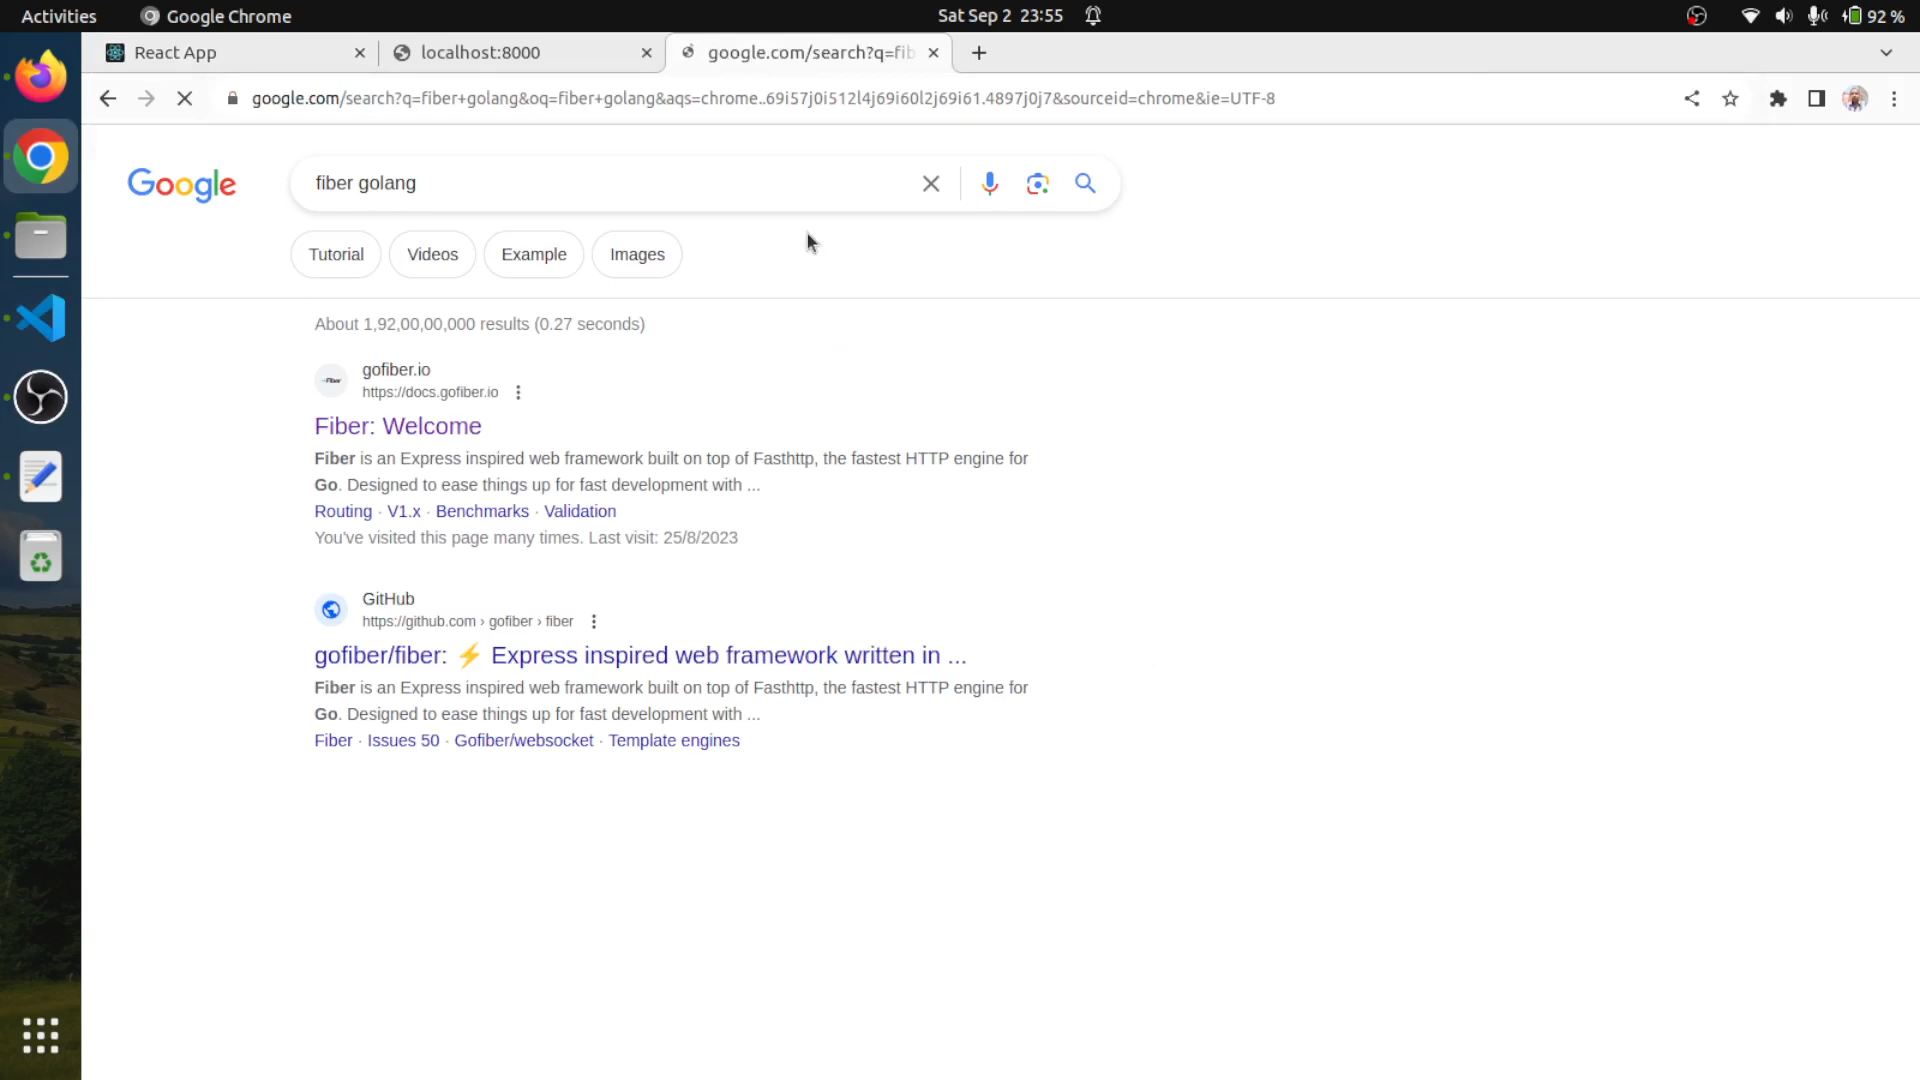 Activities
Google Chrome
Sat Sep 2 23:55
92 %
React App
localhost:8000
google.com/search?q=fib
google.com/search?q=fiber+golang&oq=fiber+golang&aqs=chrome..69i57j0i512l4j69i60l2j69i61.4897j0j7&sourceid=chrome&ie=UTF-8
Google
fiber golang
Tutorial
Videos
Example
Images
About 1,92,00,00,000 results (0.27 seconds)
Fiber
gofiber.io
https://docs.gofiber.io
Fiber: Welcome
Fiber is an Express inspired web framework built on top of Fasthttp, the fastest HTTP engine for
Go. Designed to ease things up for fast development with ...
Routing · V1.x · Benchmarks · Validation
You've visited this page many times. Last visit: 25/8/2023
GitHub
https://github.com › gofiber › fiber
gofiber/fiber: ⚡ Express inspired web framework written in ...
Fiber is an Express inspired web framework built on top of Fasthttp, the fastest HTTP engine for
Go. Designed to ease things up for fast development with ...
Fiber · Issues 50 · Gofiber/websocket · Template engines